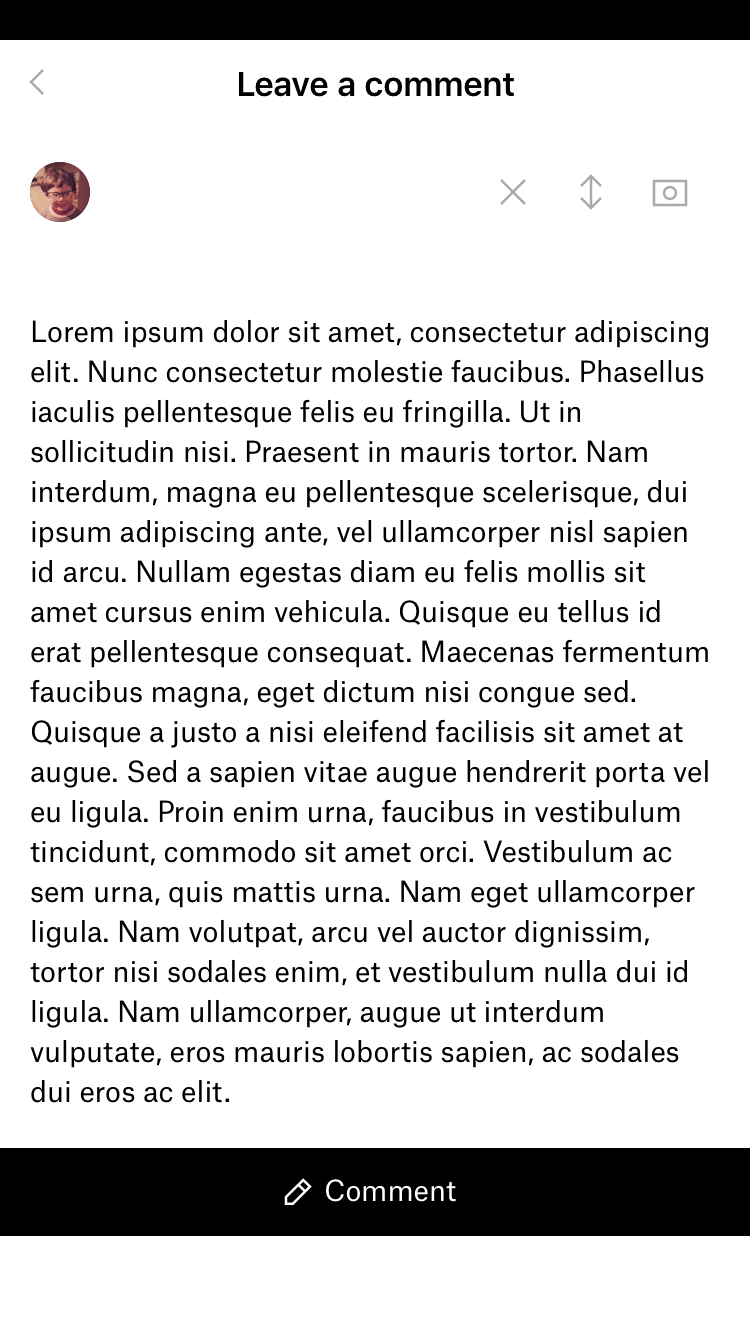 Leave a comment
Lorem ipsum dolor sit amet, consectetur adipiscing
elit. Nunc consectetur molestie faucibus. Phasellus
iaculis pellentesque felis eu fringilla. Ut in
sollicitudin nisi. Praesent in mauris tortor. Nam
interdum, magna eu pellentesque scelerisque, dui
ipsum adipiscing ante, vel ullamcorper nisl sapien
id arcu. Nullam egestas diam eu felis mollis sit
amet cursus enim vehicula. Quisque eu tellus id
erat pellentesque consequat. Maecenas fermentum
faucibus magna, eget dictum nisi congue sed.
Quisque a justo a nisi eleifend facilisis sit amet at
augue. Sed a sapien vitae augue hendrerit porta vel
eu ligula. Proin enim urna, faucibus in vestibulum
tincidunt, commodo sit amet orci. Vestibulum ac
sem urna, quis mattis urna. Nam eget ullamcorper
ligula. Nam volutpat, arcu vel auctor dignissim,
tortor nisi sodales enim, et vestibulum nulla dui id
ligula. Nam ullamcorper, augue ut interdum
vulputate, eros mauris lobortis sapien, ac sodales
dui eros ac elit.
Comment